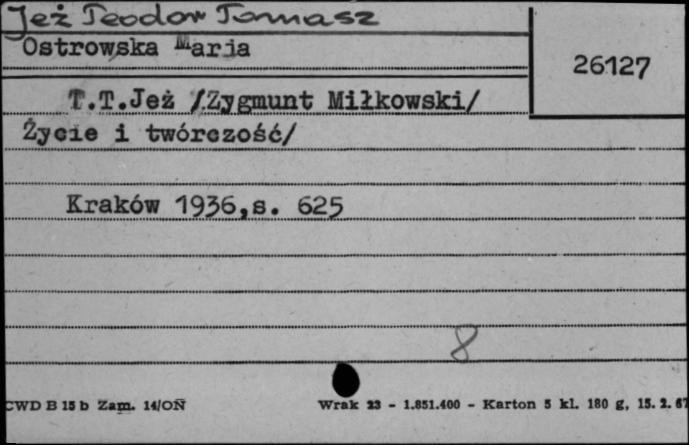 Jeż Teodor Tomasz
Ostrowska Maria
26127
T.T.Jeż /Zygmunt Miłkowski/
Życie i twórczość/
Kraków 1936,s. 625
8
CWD B 15 b Zam. 14/ON Wrak 23 - 1.851.400 - Karton 5 kl. 180 g, 15. 2. 67